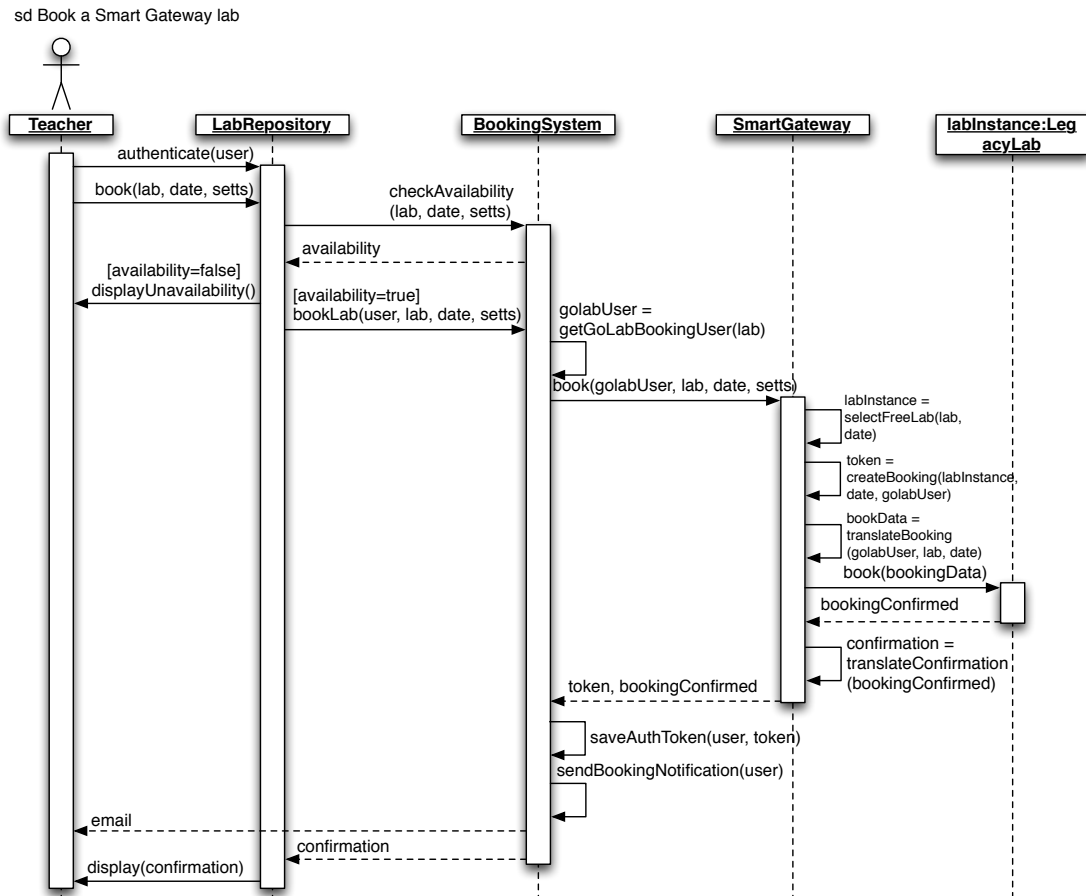 sd Book a Smart Gateway lab
Teacher
LabRepository
BookingSystem
SmartGateway
labInstance:Leg
acyLab
authenticate(user)
book(lab, date, setts)
checkAvailability
(lab, date, setts)
availability
[availability=false]
displayUnavailability()
[availability=true]
bookLab(user, lab, date, setts)
golabUser =
getGoLabBookingUser(lab)
book(golabUser, lab, date, setts)
labInstance =
selectFreeLab(lab,
date)
token =
createBooking(labInstance,
date, golabUser)
bookData =
translateBooking
(golabUser, lab, date)
book(bookingData)
bookingConfirmed
confirmation =
translateConfirmation
(bookingConfirmed)
token, bookingConfirmed
saveAuthToken(user, token)
sendBookingNotification(user)
email
confirmation
display(confirmation)